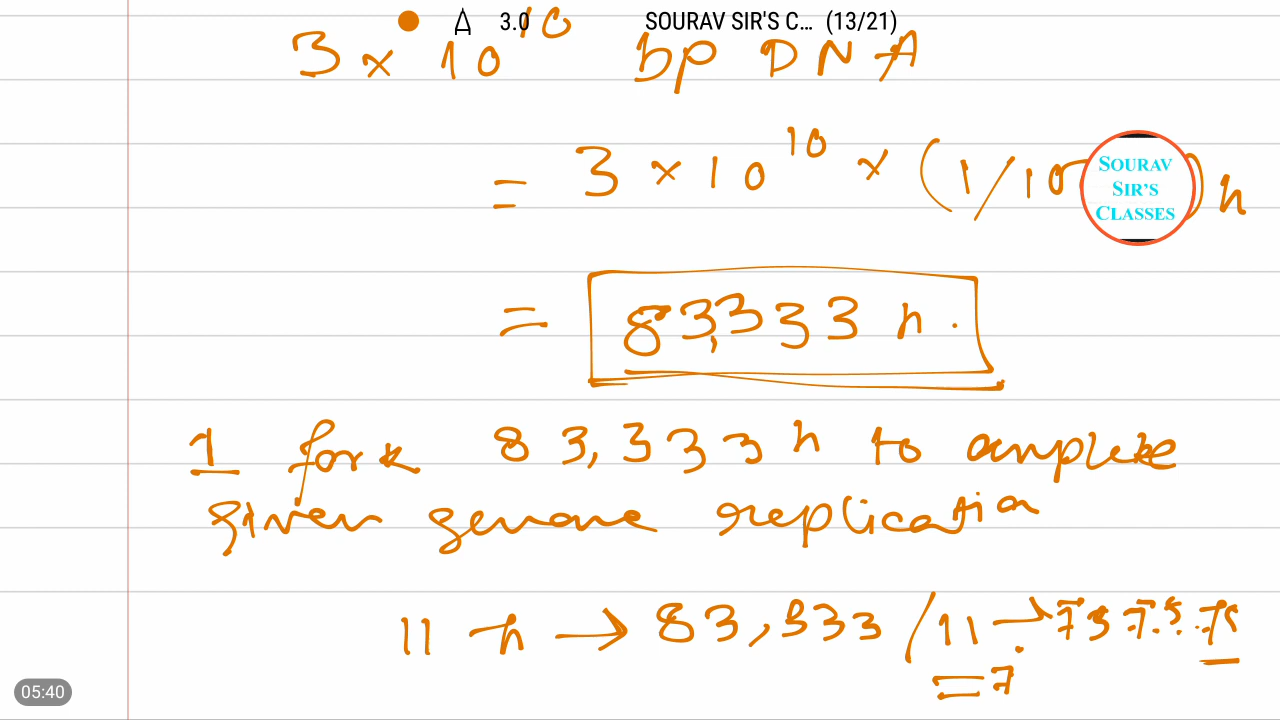 3.0 SOURAV SIR'S C... (13/21)
3 × 10^10 bp DNA
= 3 × 10^10 × (1/10 ) h
SOURAV
SIR'S
CLASSES
= 83,333 h.
1 fork 83,333 h to complete
given genome replication
11 h → 83,333 /11 →
= 7
05:40